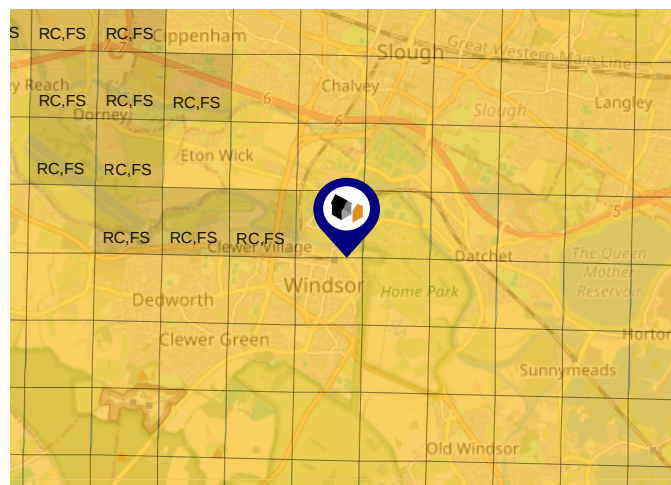 S RC,FS RC,FS Cippenham
Slough Great Western Main Line
y Reach Chalvey
RC,FS RC,FS RC,FS 6 Slough Langley
Dorney 6
Eton Wick
RC,FS RC,FS
5
RC,FS RC,FS RC,FS
Clewer Village Datchet The Queen
Mother
Reservoir
Windsor Home Park
Dedworth
Clewer Green Horton
Sunnymeads
Old Windsor